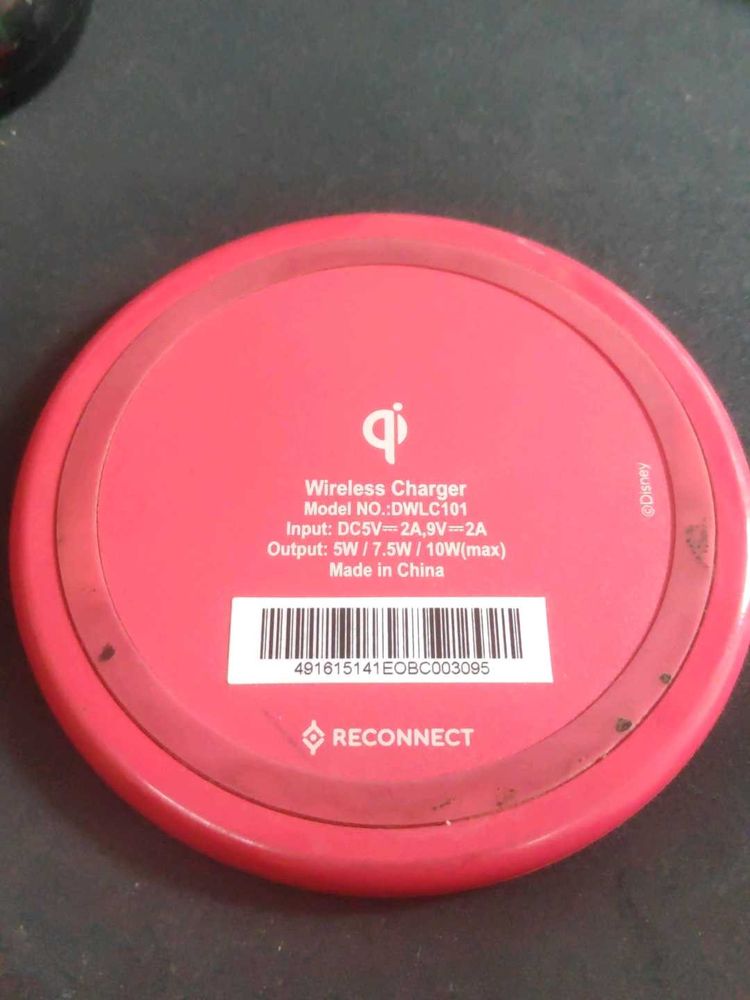 qi
Wireless Charger
Model NO.:DWLC101
Input: DC5V⎓2A,9V⎓2A
Output: 5W / 7.5W / 10W(max)
Made in China
©Disney
491615141EOBC003095
RECONNECT